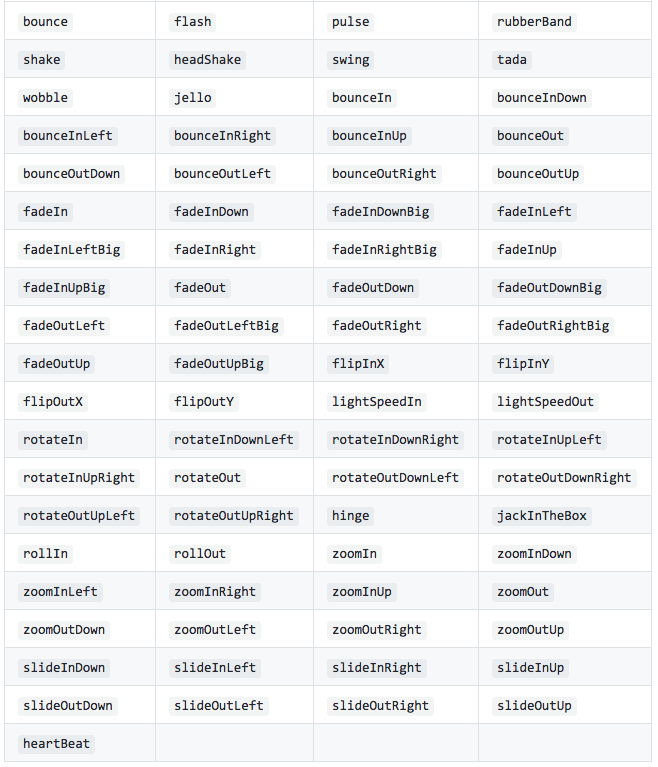 bounce flash pulse rubberBand
shake headShake swing tada
wobble jello bounceIn bounceInDown
bounceInLeft bounceInRight bounceInUp bounceOut
bounceOutDown bounceOutLeft bounceOutRight bounceOutUp
fadeIn fadeInDown fadeInDownBig fadeInLeft
fadeInLeftBig fadeInRight fadeInRightBig fadeInUp
fadeInUpBig fadeOut fadeOutDown fadeOutDownBig
fadeOutLeft fadeOutLeftBig fadeOutRight fadeOutRightBig
fadeOutUp fadeOutUpBig flipInX flipInY
flipOutX flipOutY lightSpeedIn lightSpeedOut
rotateIn rotateInDownLeft rotateInDownRight rotateInUpLeft
rotateInUpRight rotateOut rotateOutDownLeft rotateOutDownRight
rotateOutUpLeft rotateOutUpRight hinge jackInTheBox
rollIn rollOut zoomIn zoomInDown
zoomInLeft zoomInRight zoomInUp zoomOut
zoomOutDown zoomOutLeft zoomOutRight zoomOutUp
slideInDown slideInLeft slideInRight slideInUp
slideOutDown slideOutLeft slideOutRight slideOutUp
heartBeat